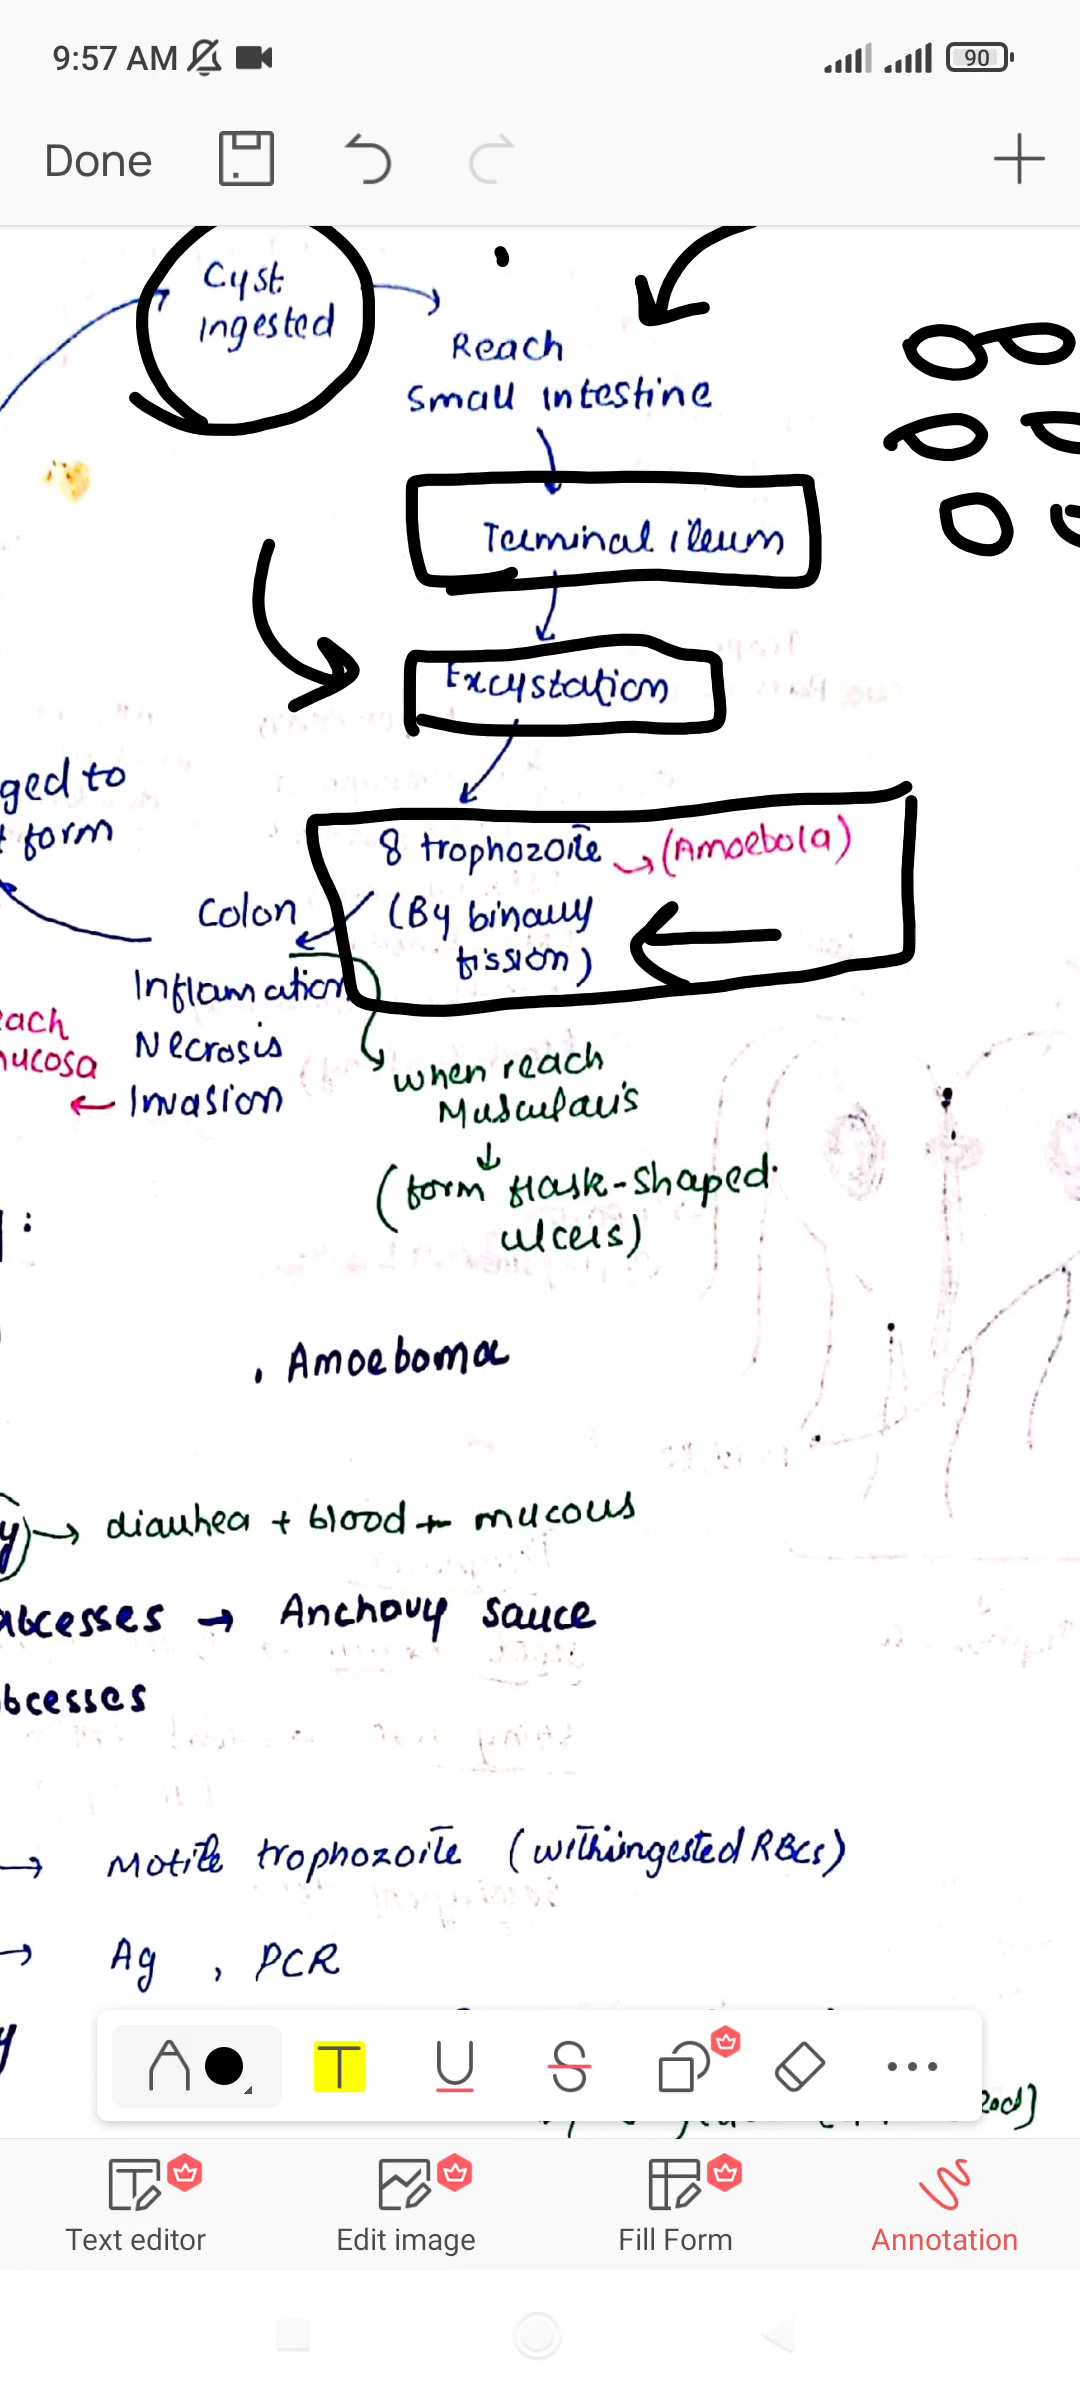 9:57 AM
90
Done
Cyst
ingested
Reach
Small intestine
Terminal ileum
Excystation
ged to
form
8 trophozoite → (Amoebola)
(By binary
fission)
Colon
Inflamation
Necrosis
← Invasion
each
mucosa
when reach
Muscularis
↓
(form flask-shaped
ulcers)
:
. Amoeboma
y) → diarrhea + blood + mucous
abcesses → Anchovy sauce
bcesses
→ Motile trophozoite (with ingested RBCs)
→ Ag , PCR
y
T U S
Text editor
Edit image
Fill Form
Annotation